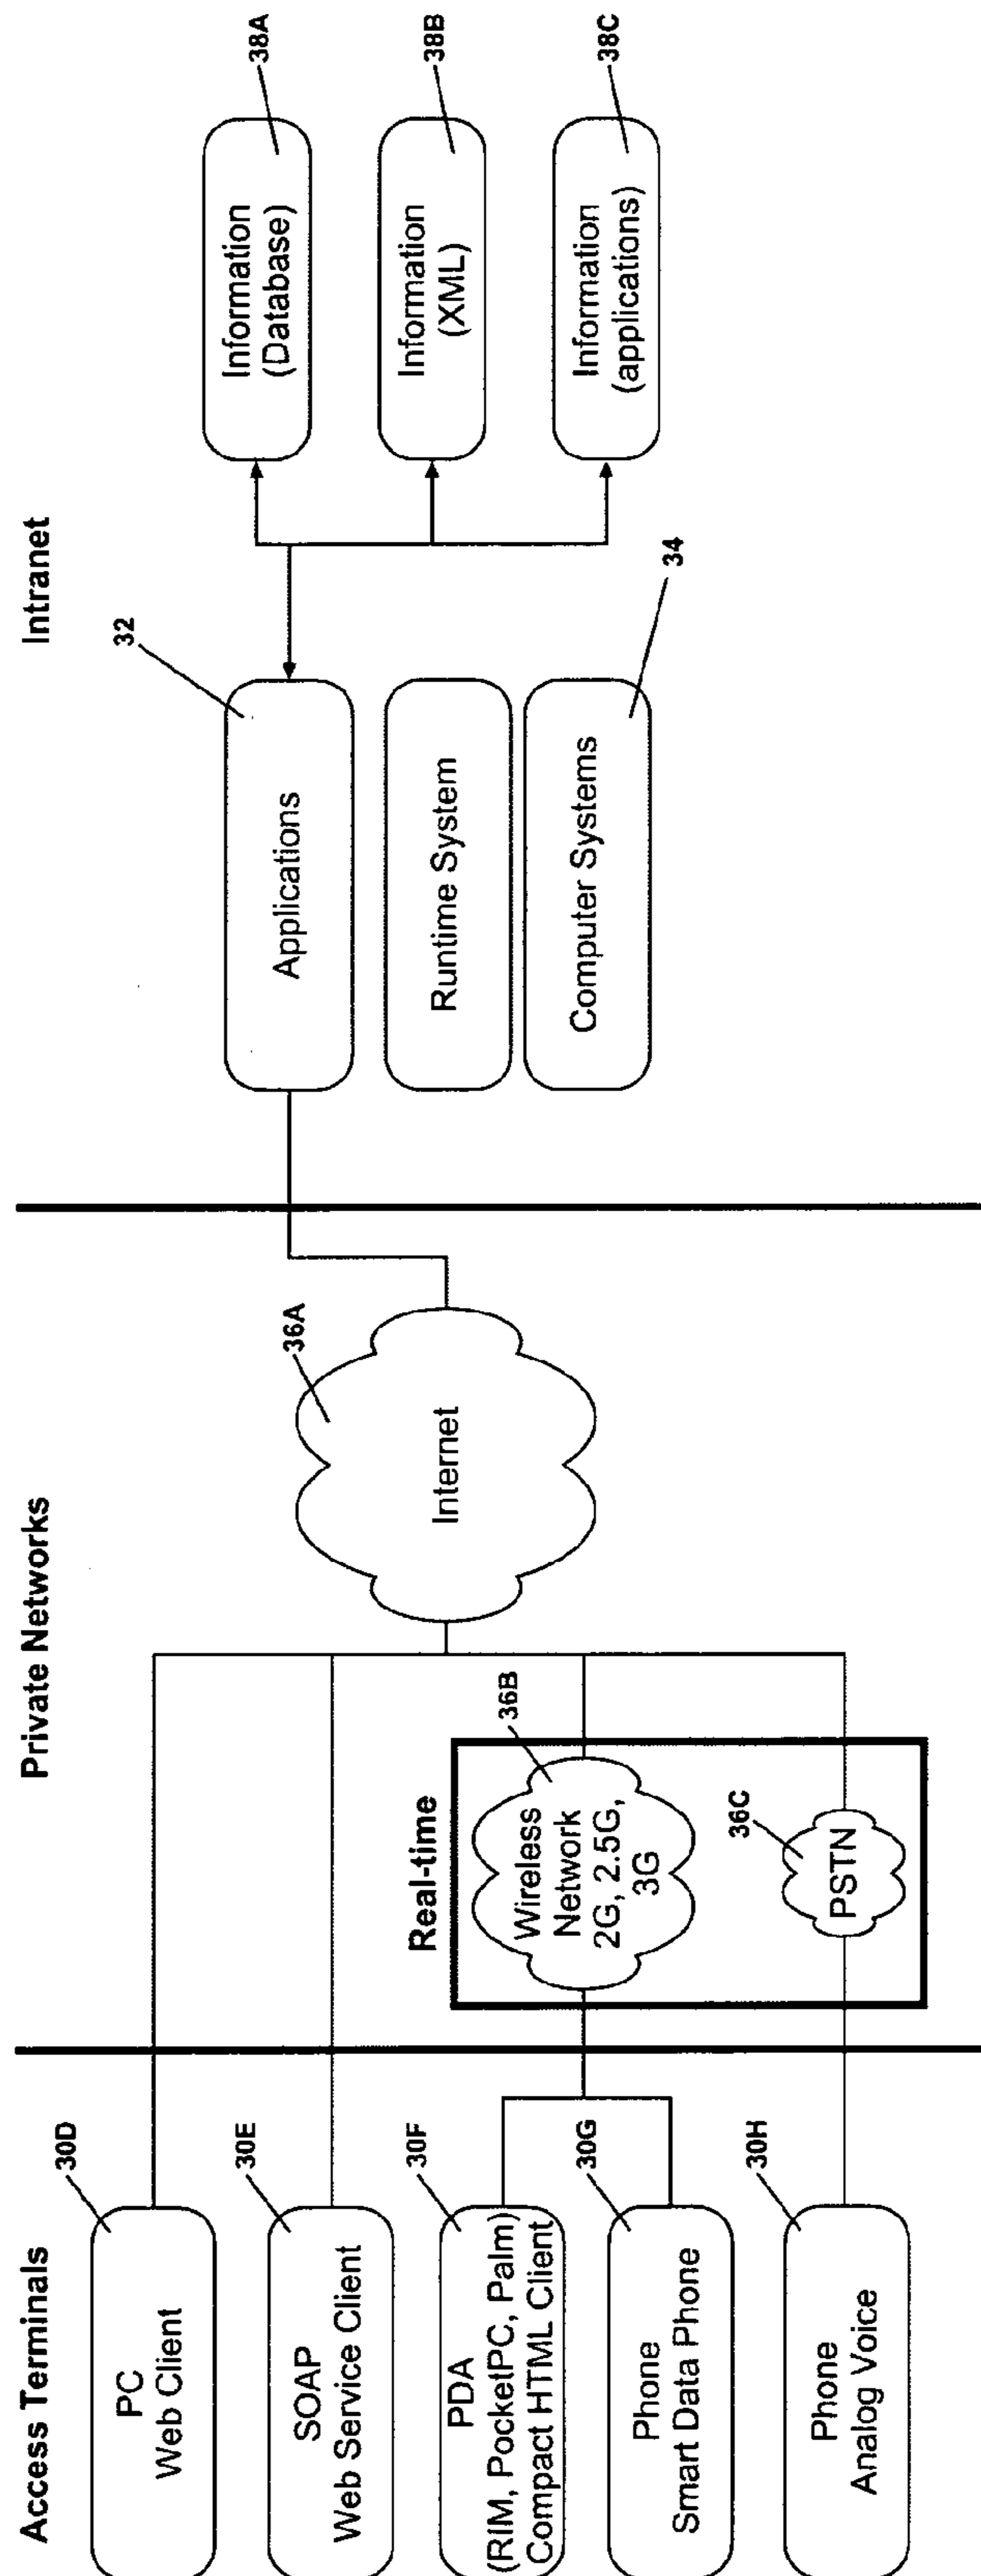 Access Terminals
Private Networks
Intranet
30D
PC
Web Client
30E
SOAP
Web Service Client
30F
PDA
(RIM, PocketPC, Palm)
Compact HTML Client
30G
Phone
Smart Data Phone
30H
Phone
Analog Voice
Real-time
36B
Wireless
Network
2G, 2.5G,
3G
36C
PSTN
36A
Internet
32
Applications
Runtime System
34
Computer Systems
38A
Information
(Database)
38B
Information
(XML)
38C
Information
(applications)